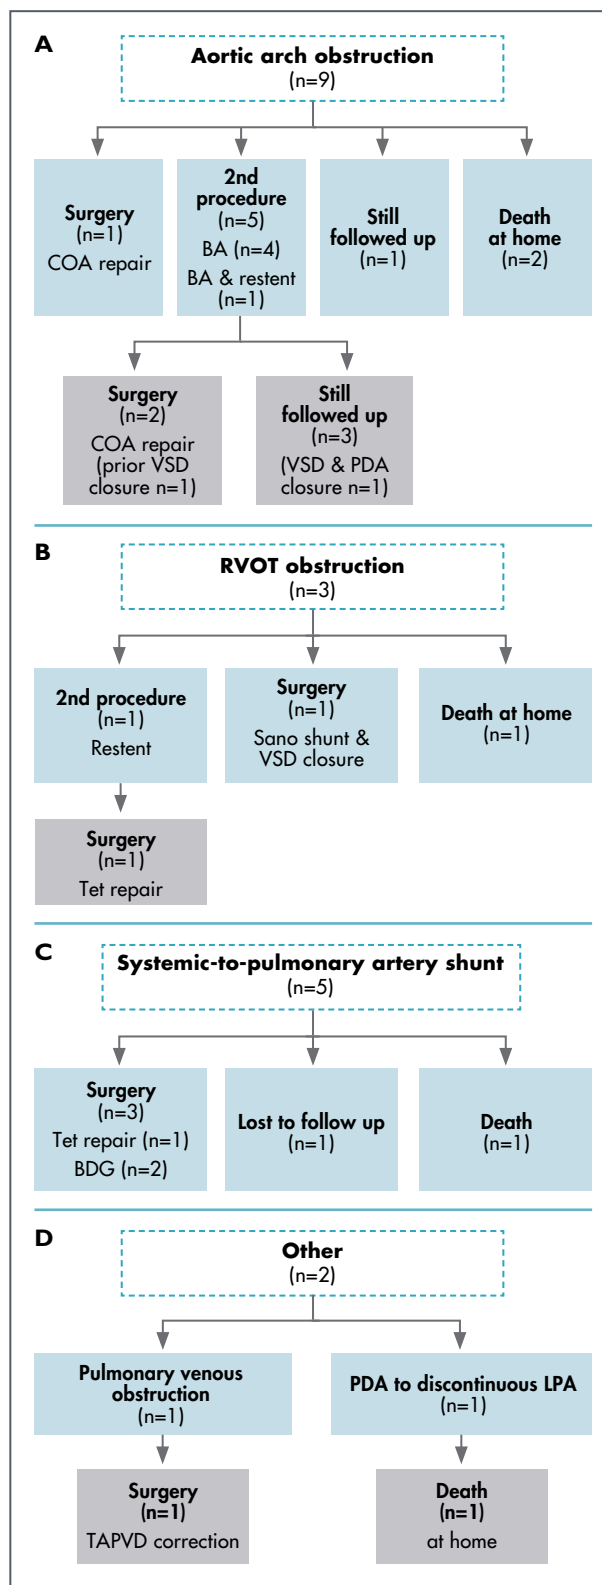 A
Aortic arch obstruction
(n=9)
Surgery
(n=1)
COA repair
2nd
procedure
(n=5)
BA (n=4)
BA & restent
(n=1)
Still
followed up
(n=1)
Death
at home
(n=2)
Surgery
(n=2)
COA repair
(prior VSD
closure n=1)
Still
followed up
(n=3)
(VSD & PDA
closure n=1)
B
RVOT obstruction
(n=3)
2nd procedure
(n=1)
Restent
Surgery
(n=1)
Sano shunt &
VSD closure
Death at home
(n=1)
Surgery
(n=1)
Tet repair
C
Systemic-to-pulmonary artery shunt
(n=5)
Surgery
(n=3)
Tet repair (n=1)
BDG (n=2)
Lost to follow up
(n=1)
Death
(n=1)
D
Other
(n=2)
Pulmonary venous
obstruction
(n=1)
PDA to discontinuous LPA
(n=1)
Surgery
(n=1)
TAPVD correction
Death
(n=1)
at home